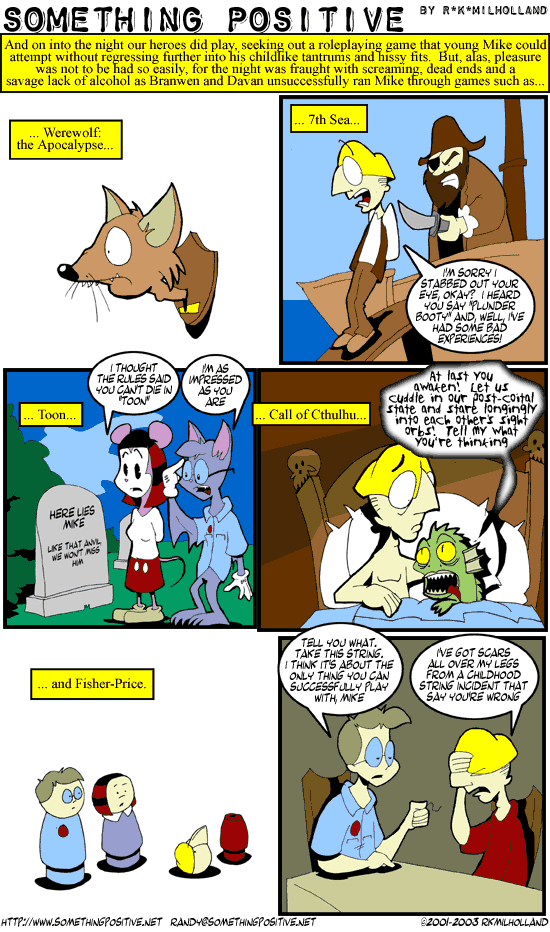 SOMETHING POSITIVE BY R*K*MILHOLLAND
And on into the night our heroes did play, seeking out a roleplaying game that young Mike could
attempt without regressing further into his childlike tantrums and hissy fits. But, alas, pleasure
was not to be had so easily, for the night was fraught with screaming, dead ends and a
savage lack of alcohol as Branwen and Davan unsuccessfully ran Mike through games such as...
... Werewolf:
the Apocalypse...
... 7th Sea...
I'M SORRY I
STABBED OUT YOUR
EYE, OKAY? I HEARD
YOU SAY "PLUNDER
BOOTY" AND, WELL, I'VE
HAD SOME BAD
EXPERIENCES!
... Toon...
I THOUGHT
THE RULES SAID
YOU CAN'T DIE IN
"TOON"
I'M AS
IMPRESSED
AS YOU
ARE
HERE LIES
MIKE
LIKE THAT ANVIL,
WE WON'T MISS
HIM
... Call of Cthulhu...
At last you
awaken! Let us
cuddle in our post-coital
state and stare longingly
into each other's sight
orbs! Tell my what
you're thinking
... and Fisher-Price.
TELL YOU WHAT.
TAKE THIS STRING.
I THINK IT'S ABOUT THE
ONLY THING YOU CAN
SUCCESSFULLY PLAY
WITH, MIKE
I'VE GOT SCARS
ALL OVER MY LEGS
FROM A CHILDHOOD
STRING INCIDENT THAT
SAY YOU'RE WRONG
HTTP://WWW.SOMETHINGPOSITIVE.NET RANDY@SOMETHINGPOSITIVE.NET ©2001-2003 RKMILHOLLAND